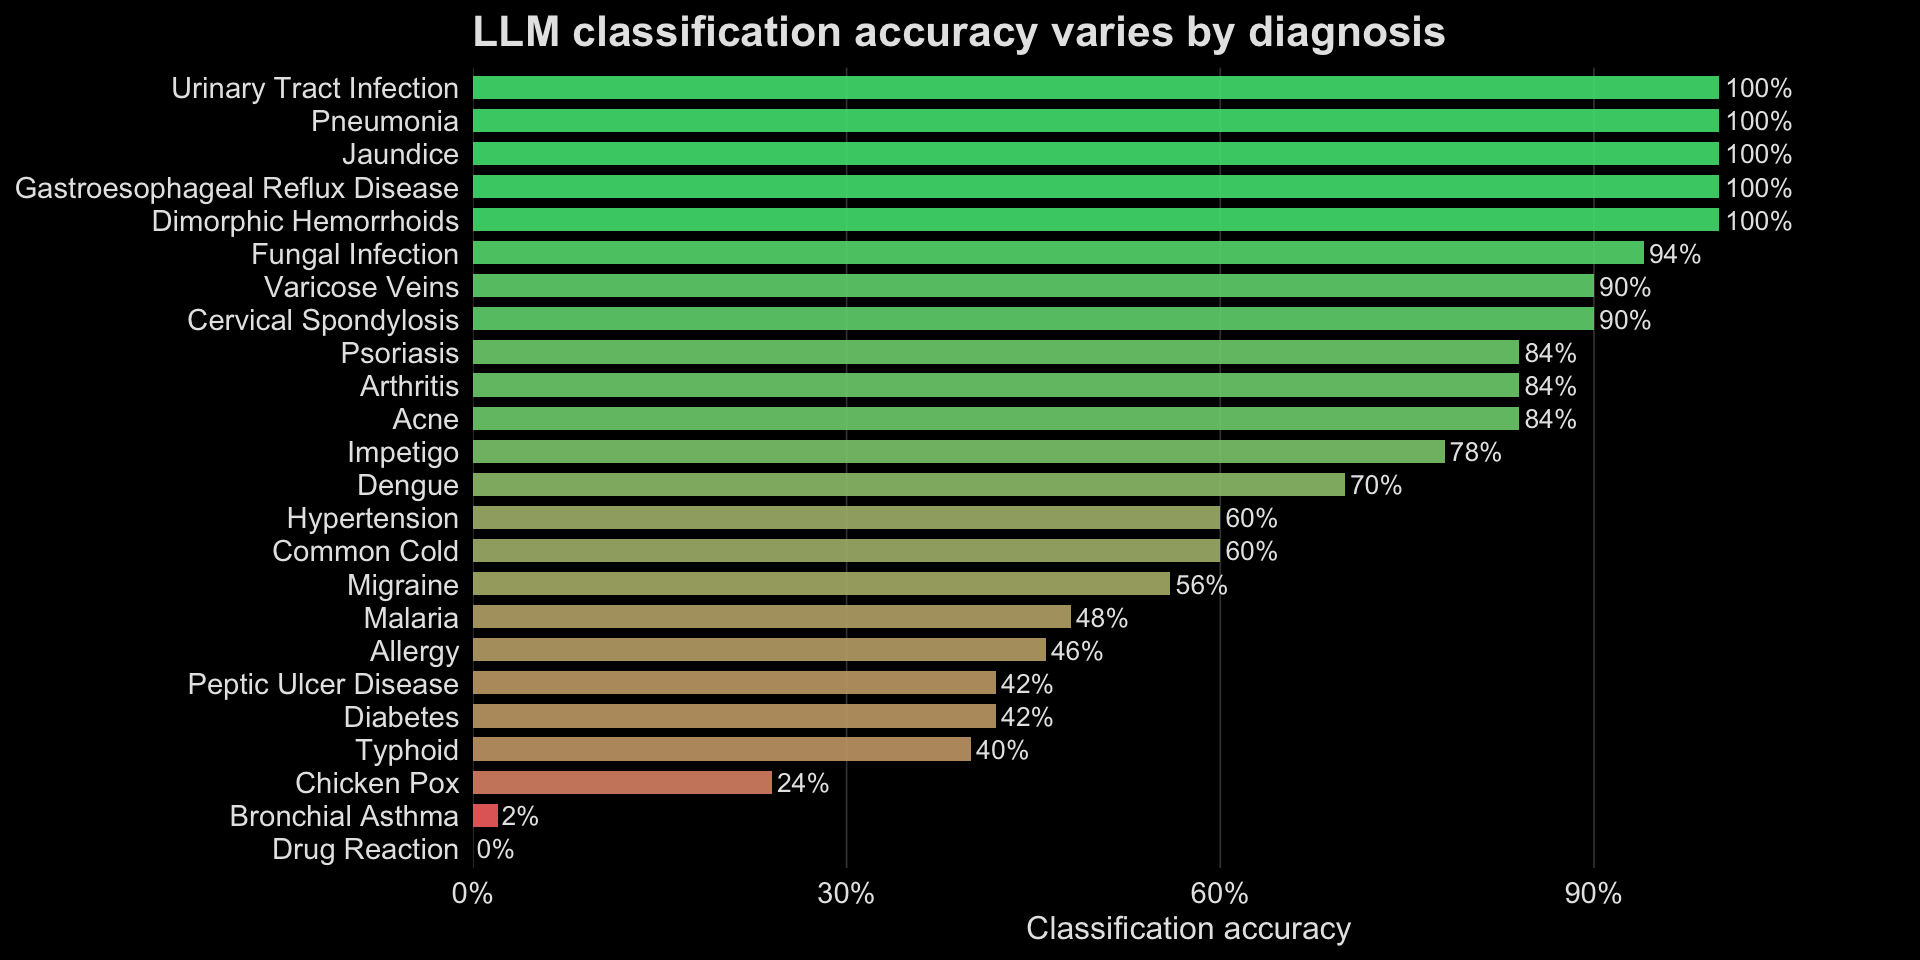 LLM classification accuracy varies by diagnosis
Urinary Tract Infection 100%
Pneumonia 100%
Jaundice 100%
Gastroesophageal Reflux Disease 100%
Dimorphic Hemorrhoids 100%
Fungal Infection 94%
Varicose Veins 90%
Cervical Spondylosis 90%
Psoriasis 84%
Arthritis 84%
Acne 84%
Impetigo 78%
Dengue 70%
Hypertension 60%
Common Cold 60%
Migraine 56%
Malaria 48%
Allergy 46%
Peptic Ulcer Disease 42%
Diabetes 42%
Typhoid 40%
Chicken Pox 24%
Bronchial Asthma 2%
Drug Reaction 0%
0% 30% 60% 90%
Classification accuracy